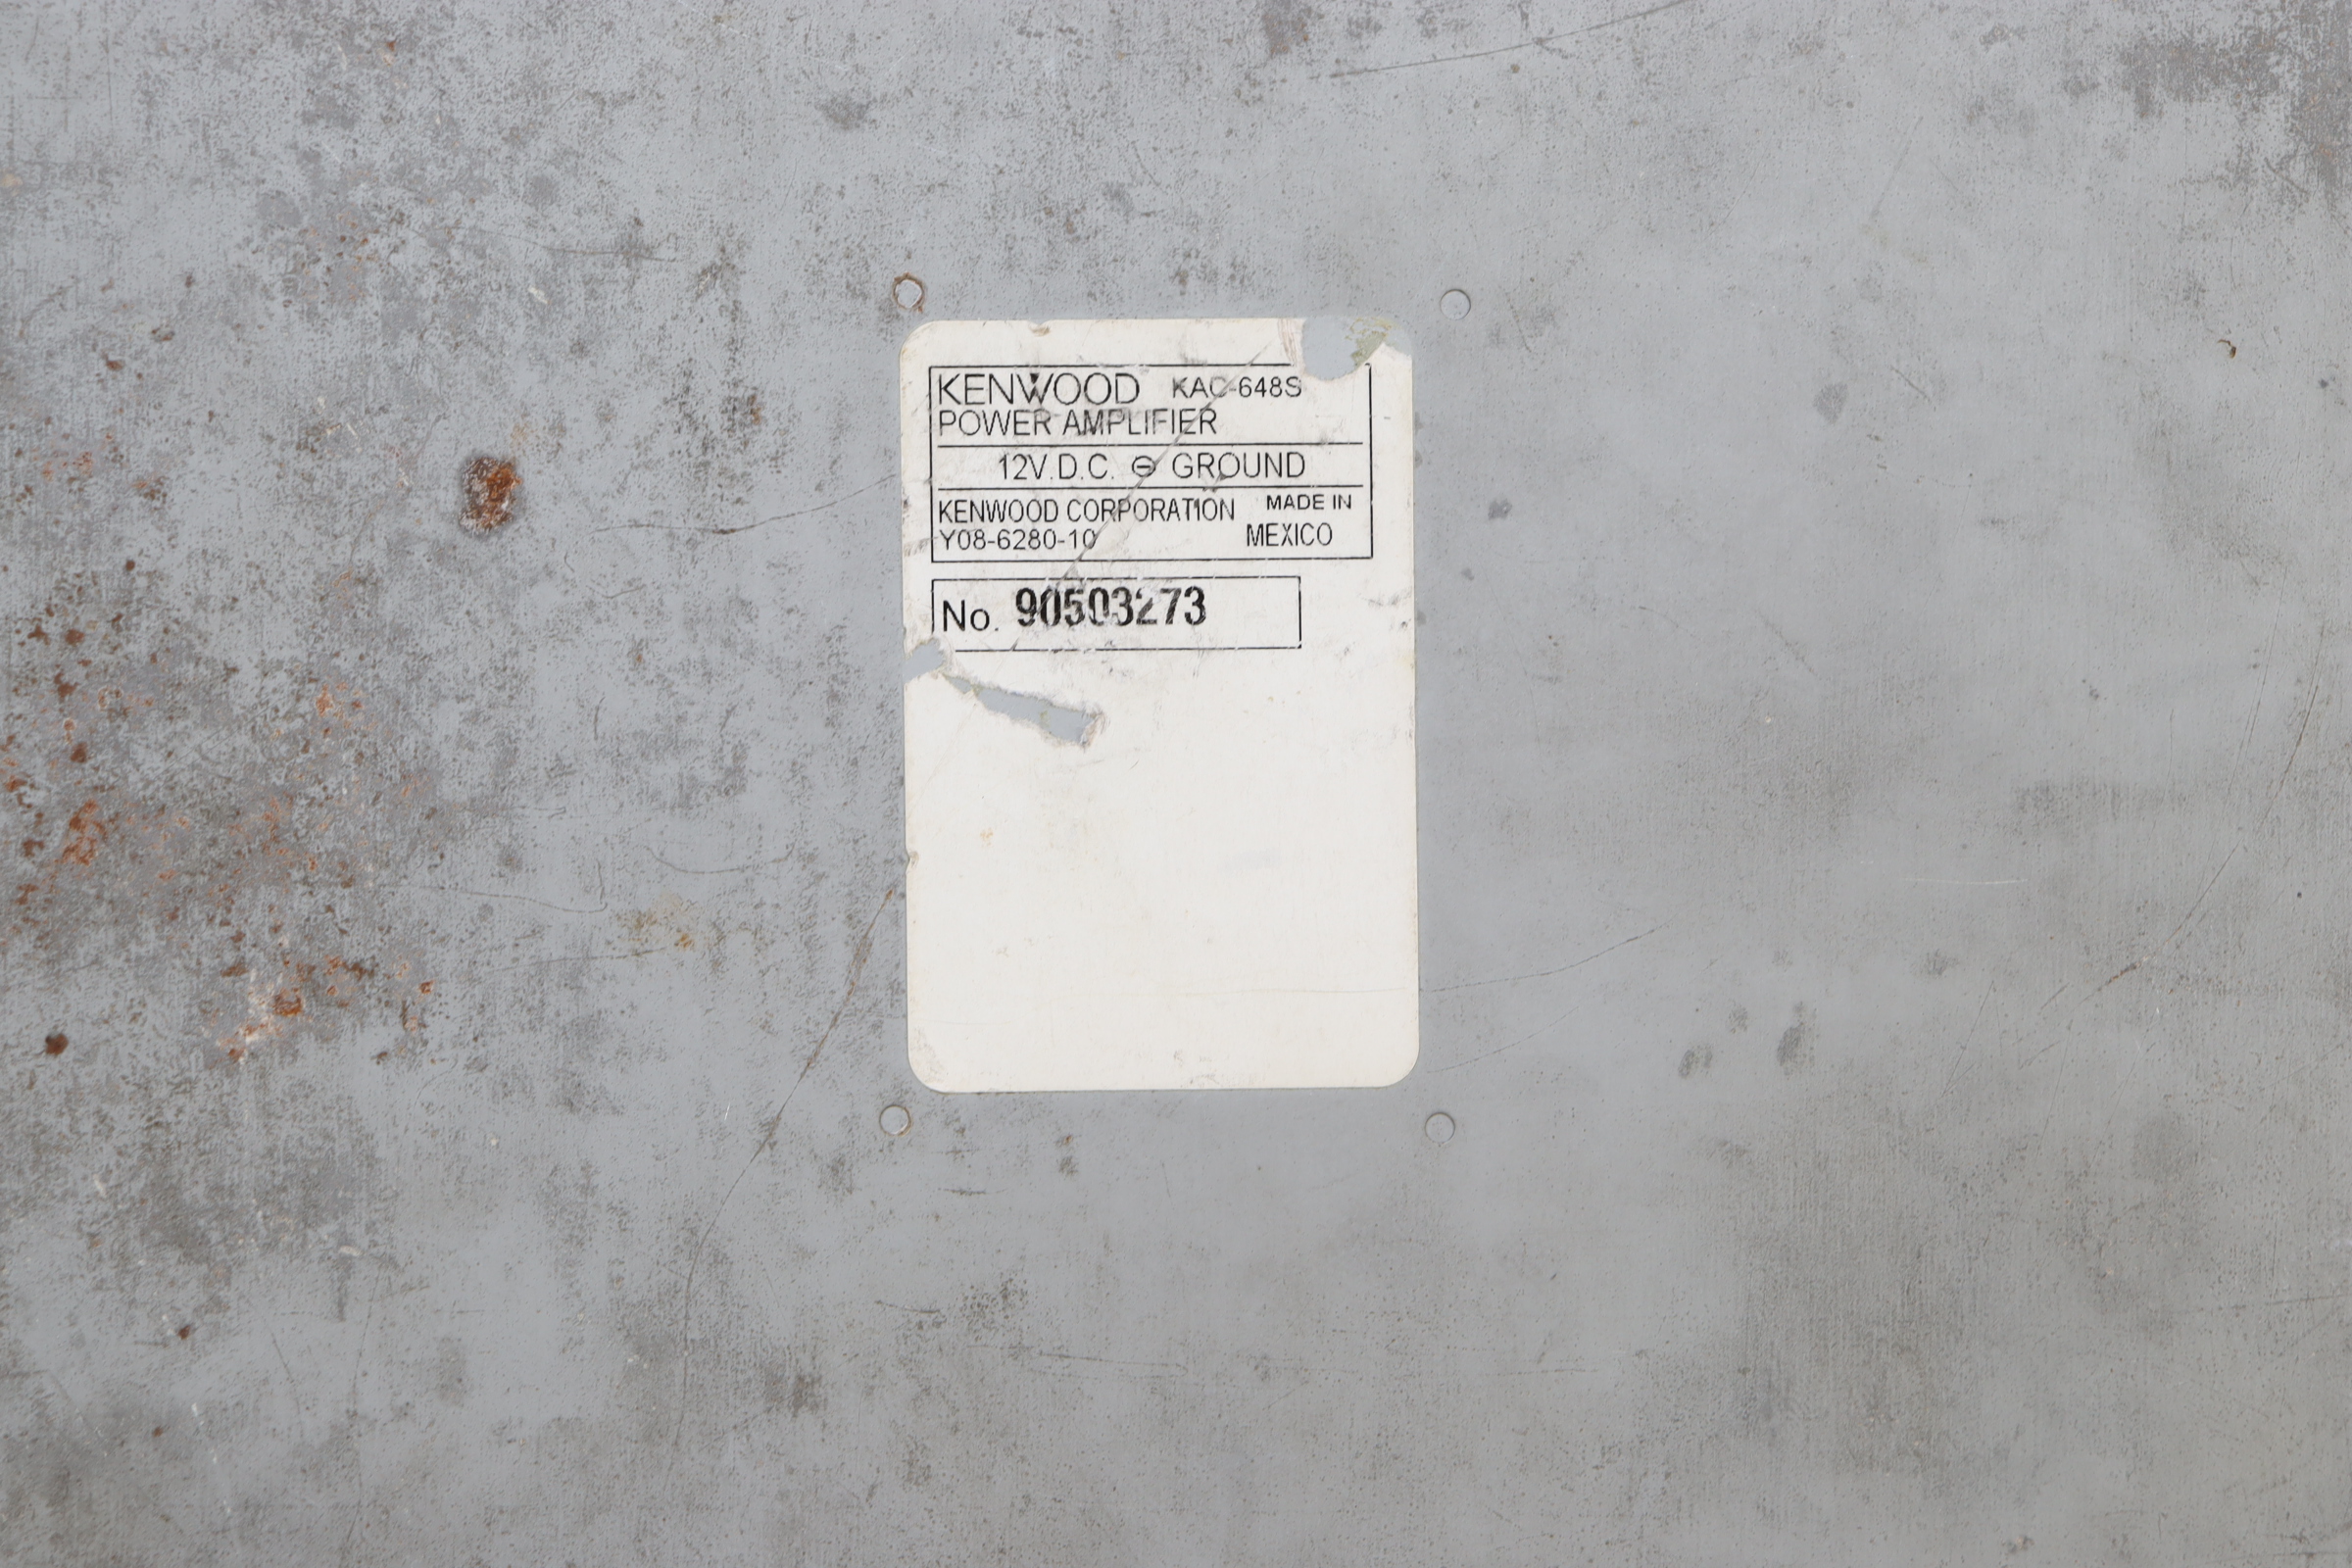 KENWOOD KAC-648S
POWER AMPLIFIER
12V.D.C. ⊖ GROUND
KENWOOD CORPORATION MADE IN
Y08-6280-10 MEXICO
No. 90503273